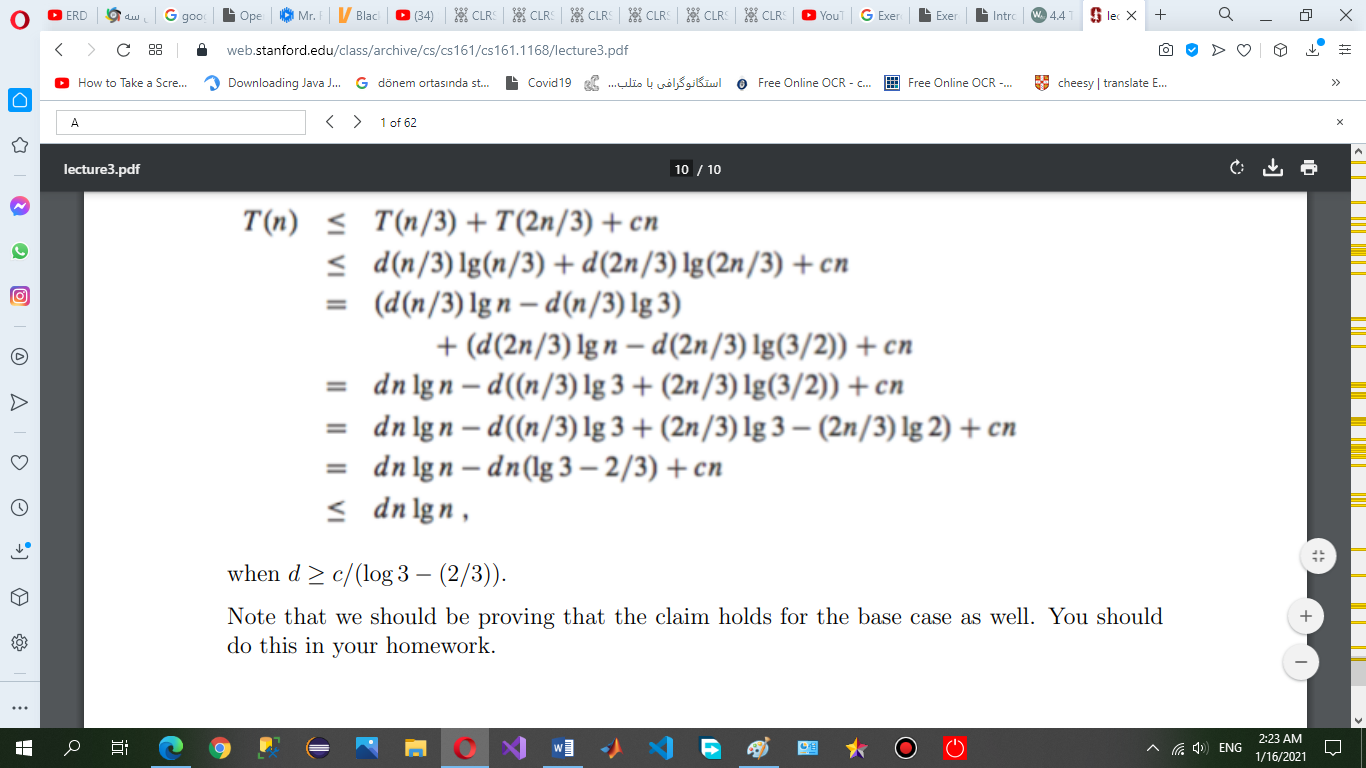 ERD
سه
goo
Ope
Mr. F
Blac
(34)
CLRS
CLRS
CLRS
CLRS
CLRS
CLRS
YouT
Exer
Exer
Intro
4.4 T
lec
web.stanford.edu/class/archive/cs/cs161/cs161.1168/lecture3.pdf
How to Take a Scre...
Downloading Java J...
dönem ortasında st...
Covid19
استگانوگرافی با متلب...
Free Online OCR - c...
Free Online OCR -...
cheesy | translate E...
A
1 of 62
lecture3.pdf
10 / 10
T(n) ≤ T(n/3) + T(2n/3) + cn
≤ d(n/3) lg(n/3) + d(2n/3) lg(2n/3) + cn
= (d(n/3) lg n − d(n/3) lg 3)
+ (d(2n/3) lg n − d(2n/3) lg(3/2)) + cn
= dn lg n − d((n/3) lg 3 + (2n/3) lg(3/2)) + cn
= dn lg n − d((n/3) lg 3 + (2n/3) lg 3 − (2n/3) lg 2) + cn
= dn lg n − dn(lg 3 − 2/3) + cn
≤ dn lg n ,
when d ≥ c/(log 3 − (2/3)).
Note that we should be proving that the claim holds for the base case as well. You should
do this in your homework.
ENG
2:23 AM
1/16/2021